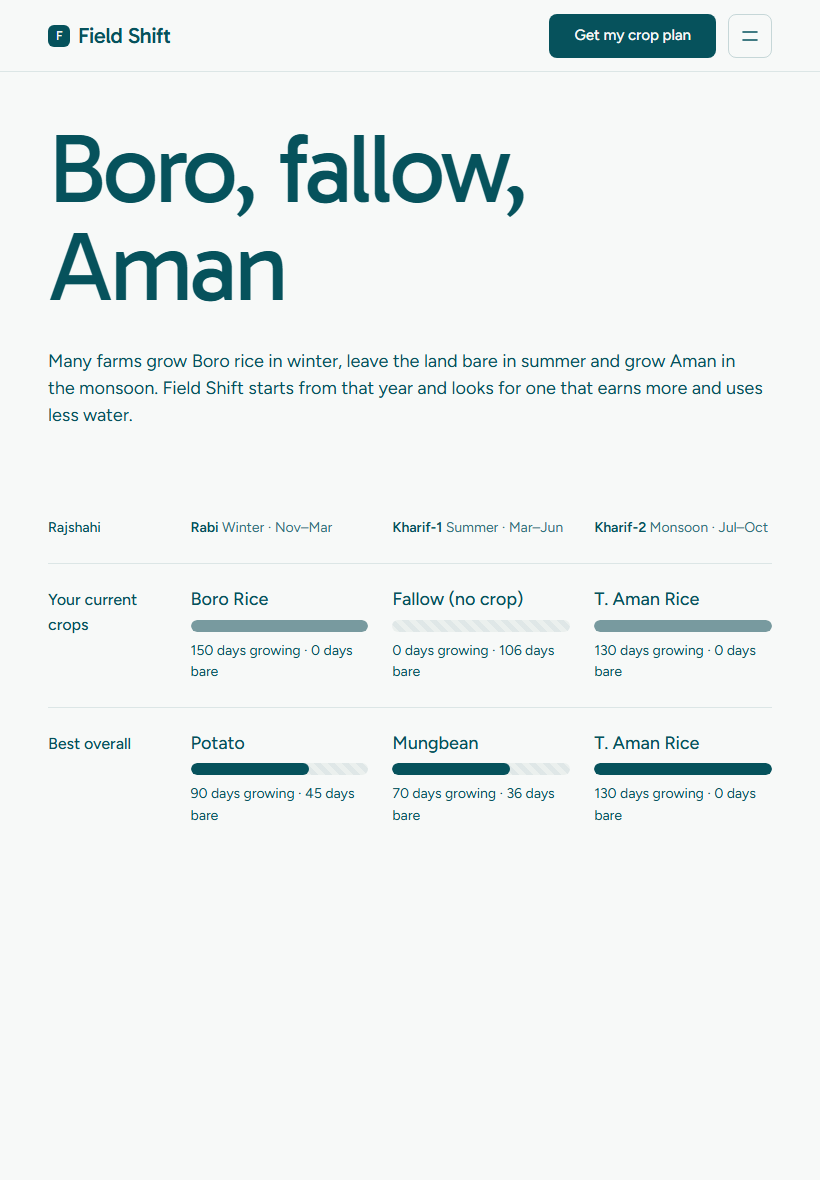 F Field Shift
Get my crop plan
Boro, fallow,
Aman
Many farms grow Boro rice in winter, leave the land bare in summer and grow Aman in
the monsoon. Field Shift starts from that year and looks for one that earns more and uses
less water.
Rajshahi
Rabi Winter · Nov–Mar
Kharif-1 Summer · Mar–Jun
Kharif-2 Monsoon · Jul–Oct
Your current
crops
Boro Rice
150 days growing · 0 days
bare
Fallow (no crop)
0 days growing · 106 days
bare
T. Aman Rice
130 days growing · 0 days
bare
Best overall
Potato
90 days growing · 45 days
bare
Mungbean
70 days growing · 36 days
bare
T. Aman Rice
130 days growing · 0 days
bare